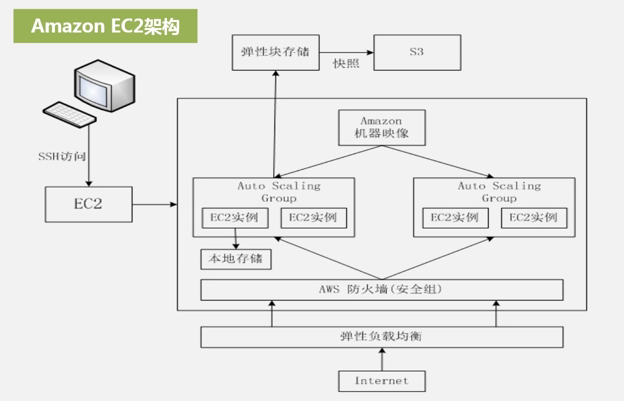 Amazon EC2架构
弹性块存储
快照
S3
Amazon
机器映像
SSH访问
EC2
Auto Scaling
Group
EC2实例
EC2实例
Auto Scaling
Group
EC2实例
EC2实例
本地存储
AWS 防火墙(安全组)
弹性负载均衡
Internet